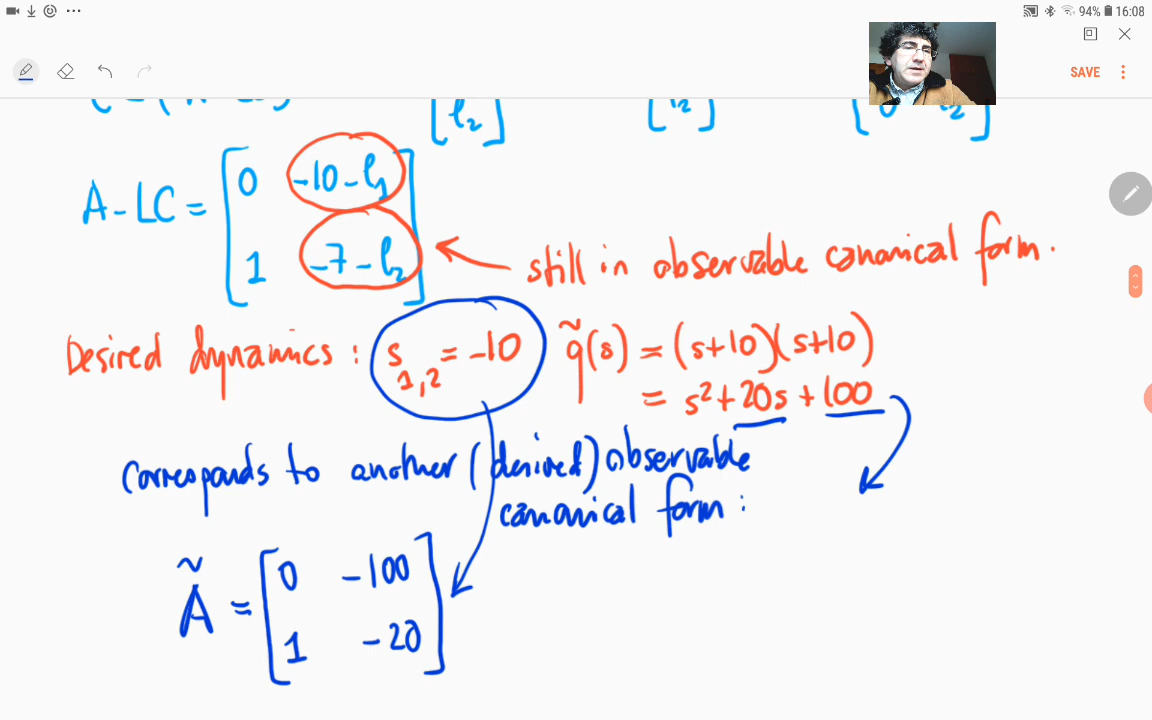 94% 16:08
SAVE
[ l2 ]
A-LC = [ 0 -10-l1
1 -7-l2 ]
still in observable canonical form.
Desired dynamics : s1,2 = -10 q̃(s) = (s+10)(s+10)
= s²+20s+100
corresponds to another (desired) observable
canonical form :
Ã = [ 0 -100
1 -20 ]